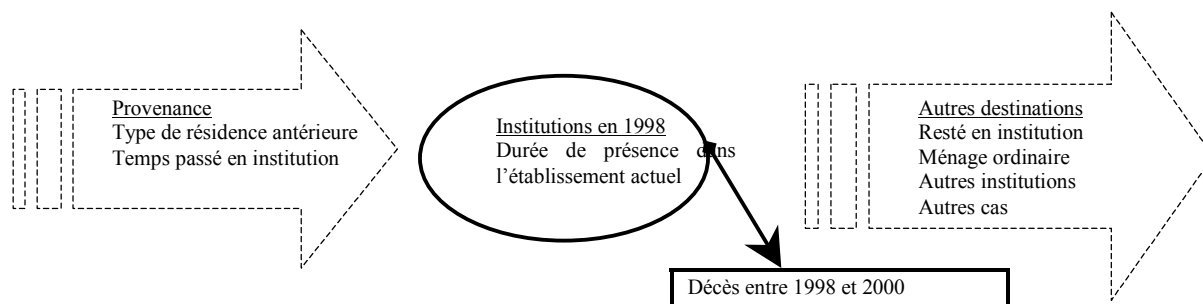 Provenance
Type de résidence antérieure
Temps passé en institution
Institutions en 1998
Durée de présence dans
l'établissement actuel
Autres destinations
Resté en institution
Ménage ordinaire
Autres institutions
Autres cas
Décès entre 1998 et 2000